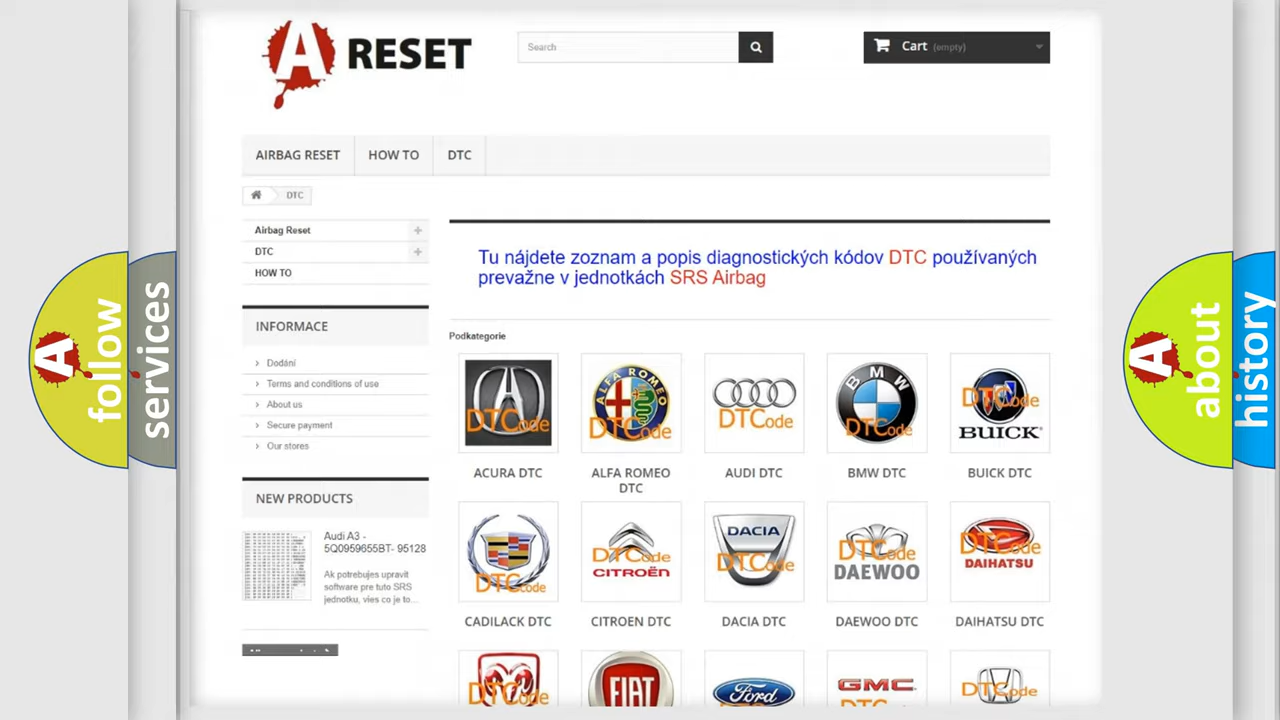 A RESET
Search
Cart (empty)
AIRBAG RESET
HOW TO
DTC
DTC
Airbag Reset
DTC
HOW TO
Tu nájdete zoznam a popis diagnostických kódov DTC používaných
prevažne v jednotkách SRS Airbag
INFORMACE
Dodání
Terms and conditions of use
About us
Secure payment
Our stores
NEW PRODUCTS
Audi A3 -
5Q0959655BT- 95128
Ak potrebujes upravit
software pre tuto SRS
jednotku, vies co je to...
Podkategorie
DTCode
ALFA ROMEO
DTCode
DTCode
BMW
DTCode
DTCode
BUICK
ACURA DTC
ALFA ROMEO
DTC
AUDI DTC
BMW DTC
BUICK DTC
DTCode
DTCode
CITROËN
DACIA
DTCode
DTCode
DAEWOO
DTCode
DAIHATSU
CADILACK DTC
CITROEN DTC
DACIA DTC
DAEWOO DTC
DAIHATSU DTC
DTCode
FIAT
Ford
GMC
DTCode
A follow
services
A about
history